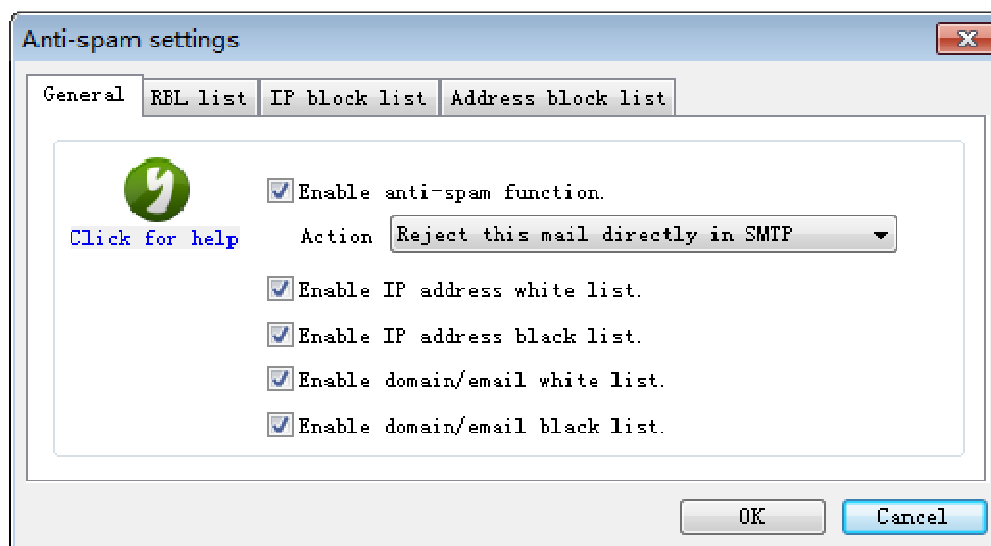 Anti-spam settings
General RBL list IP block list Address block list
Enable anti-spam function.
Click for help
Action Reject this mail directly in SMTP
Enable IP address white list.
Enable IP address black list.
Enable domain/email white list.
Enable domain/email black list.
OK Cancel